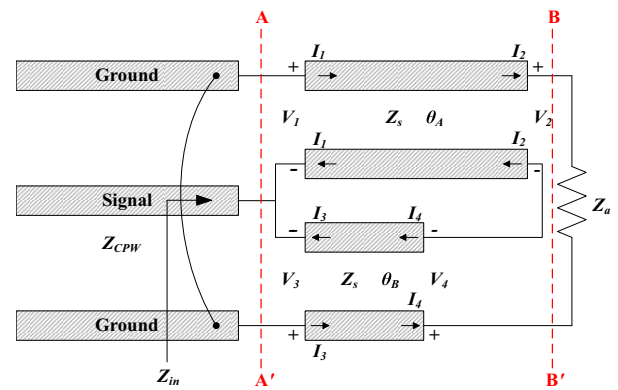 A B
I1 I2
Ground + +
V1 Zs θA V2
I1 I2
- -
Signal
I3 I4 Za
- -
ZCPW
V3 Zs θB V4
I4
Ground
+ +
I3
Zin A′ B′